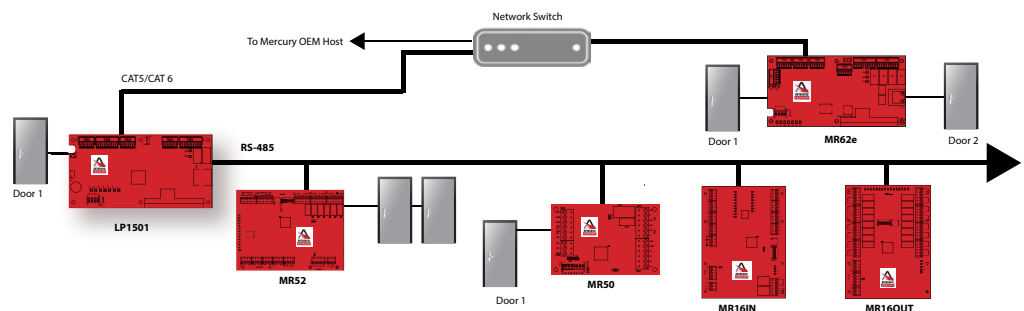 Network Switch
To Mercury OEM Host
CAT5/CAT 6
RS-485
Door 1
LP1501
MR52
Door 1
MR50
Door 1
MR62e
Door 2
MR16IN
MR16OUT